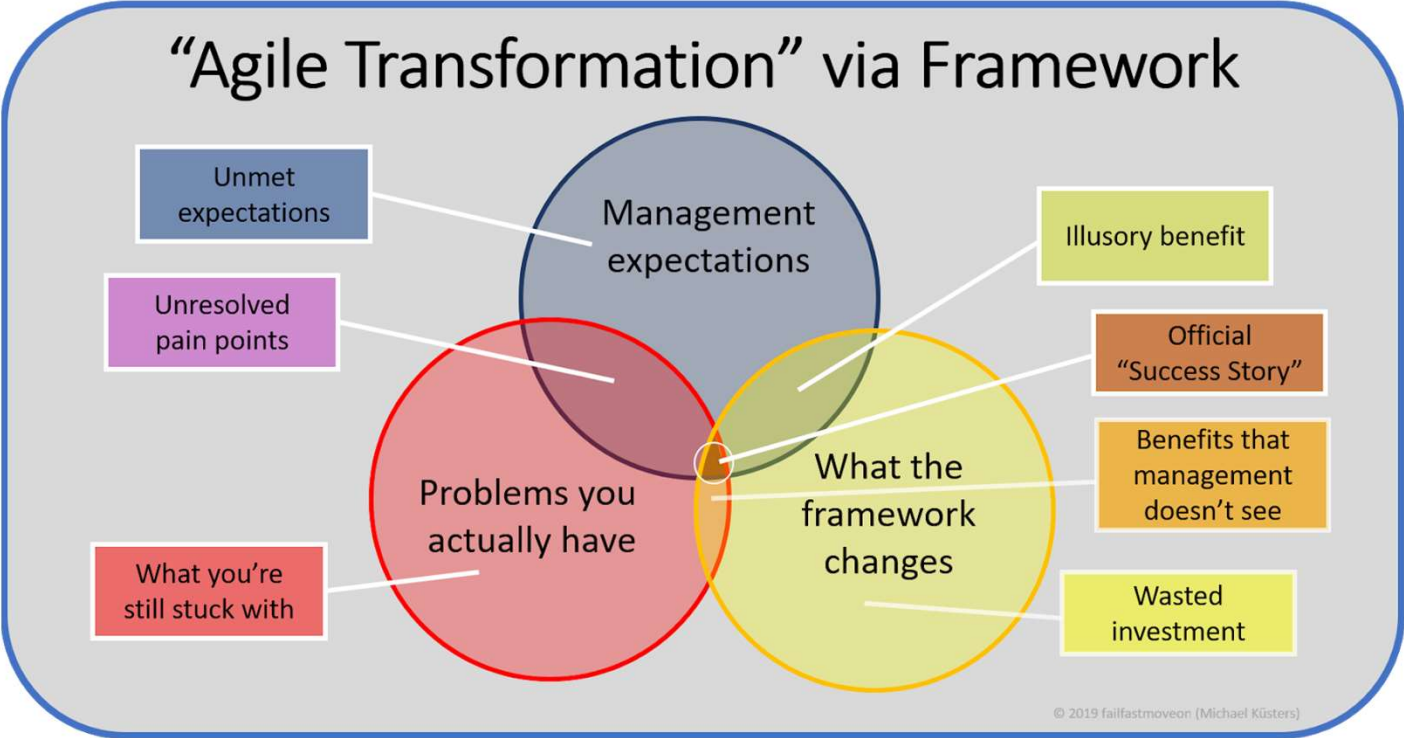 “Agile Transformation” via Framework
Unmet
expectations
Management
expectations
Illusory benefit
Unresolved
pain points
Official
“Success Story”
Benefits that
management
doesn’t see
What the
framework
changes
Problems you
actually have
What you’re
still stuck with
Wasted
investment
© 2019 failfastmoveon (Michael Küsters)